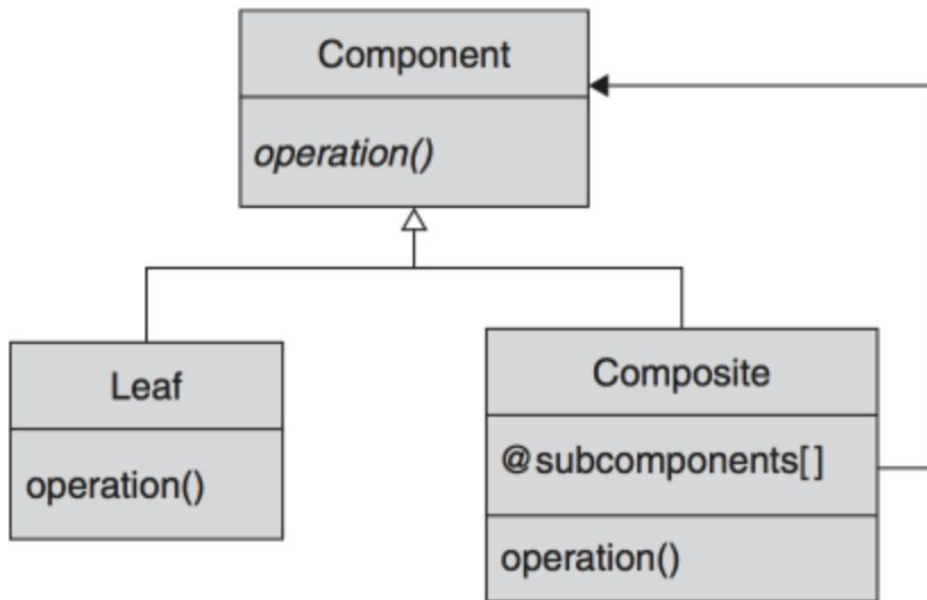 Component
operation()
Leaf
operation()
Composite
@subcomponents[]
operation()